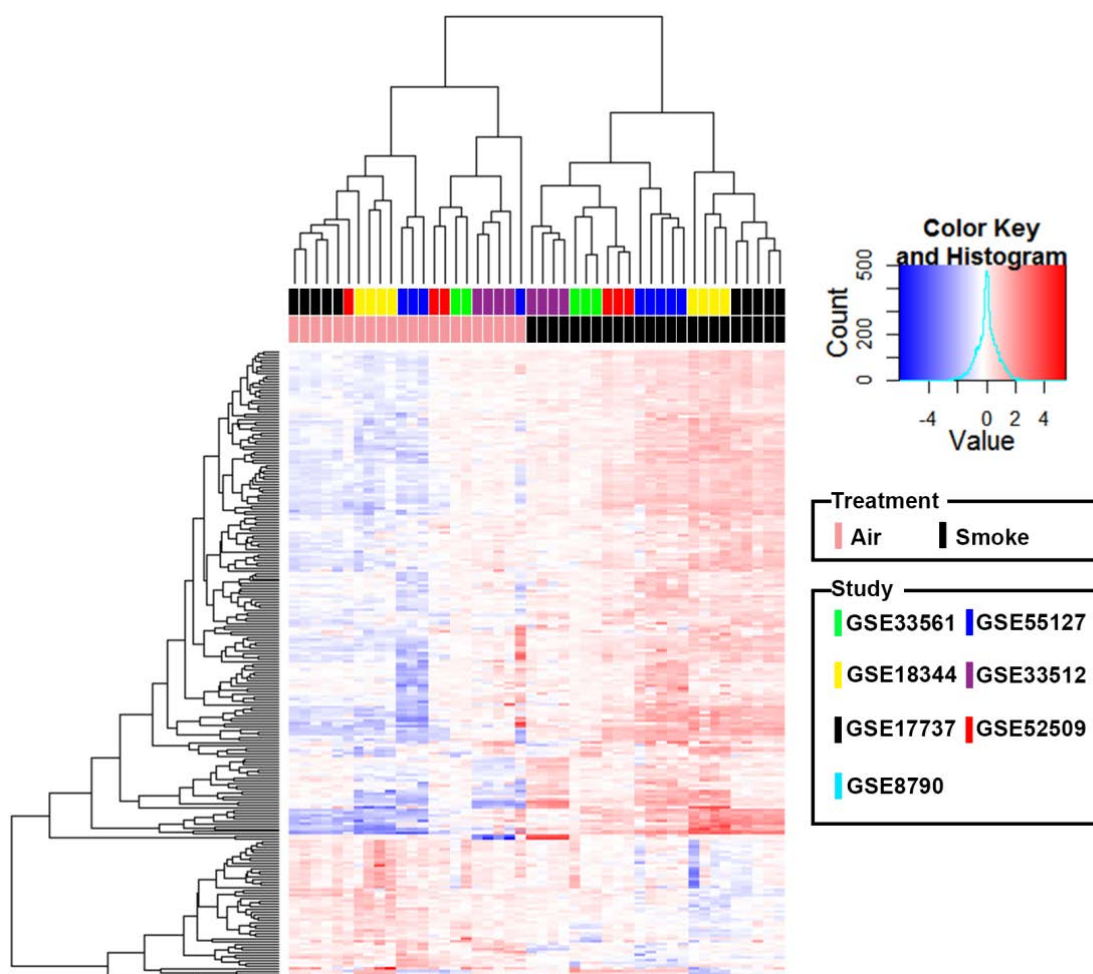 Color Key
and Histogram
Count
0 200 500
-4 0 2 4
Value
Treatment
Air Smoke
Study
GSE33561 GSE55127
GSE18344 GSE33512
GSE17737 GSE52509
GSE8790